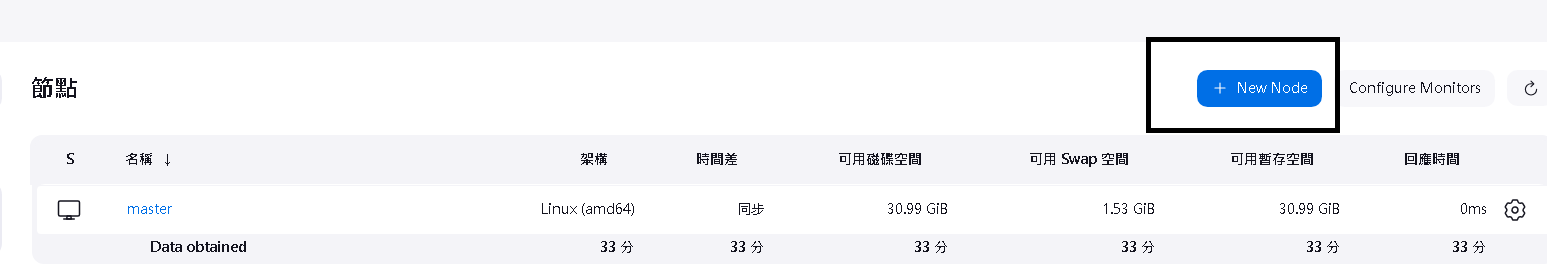 節點
+ New Node Configure Monitors
S 名稱 ↓ 架構 時間差 可用磁碟空間 可用 Swap 空間 可用暫存空間 回應時間
master Linux (amd64) 同步 30.99 GiB 1.53 GiB 30.99 GiB 0ms
Data obtained 33 分 33 分 33 分 33 分 33 分 33 分